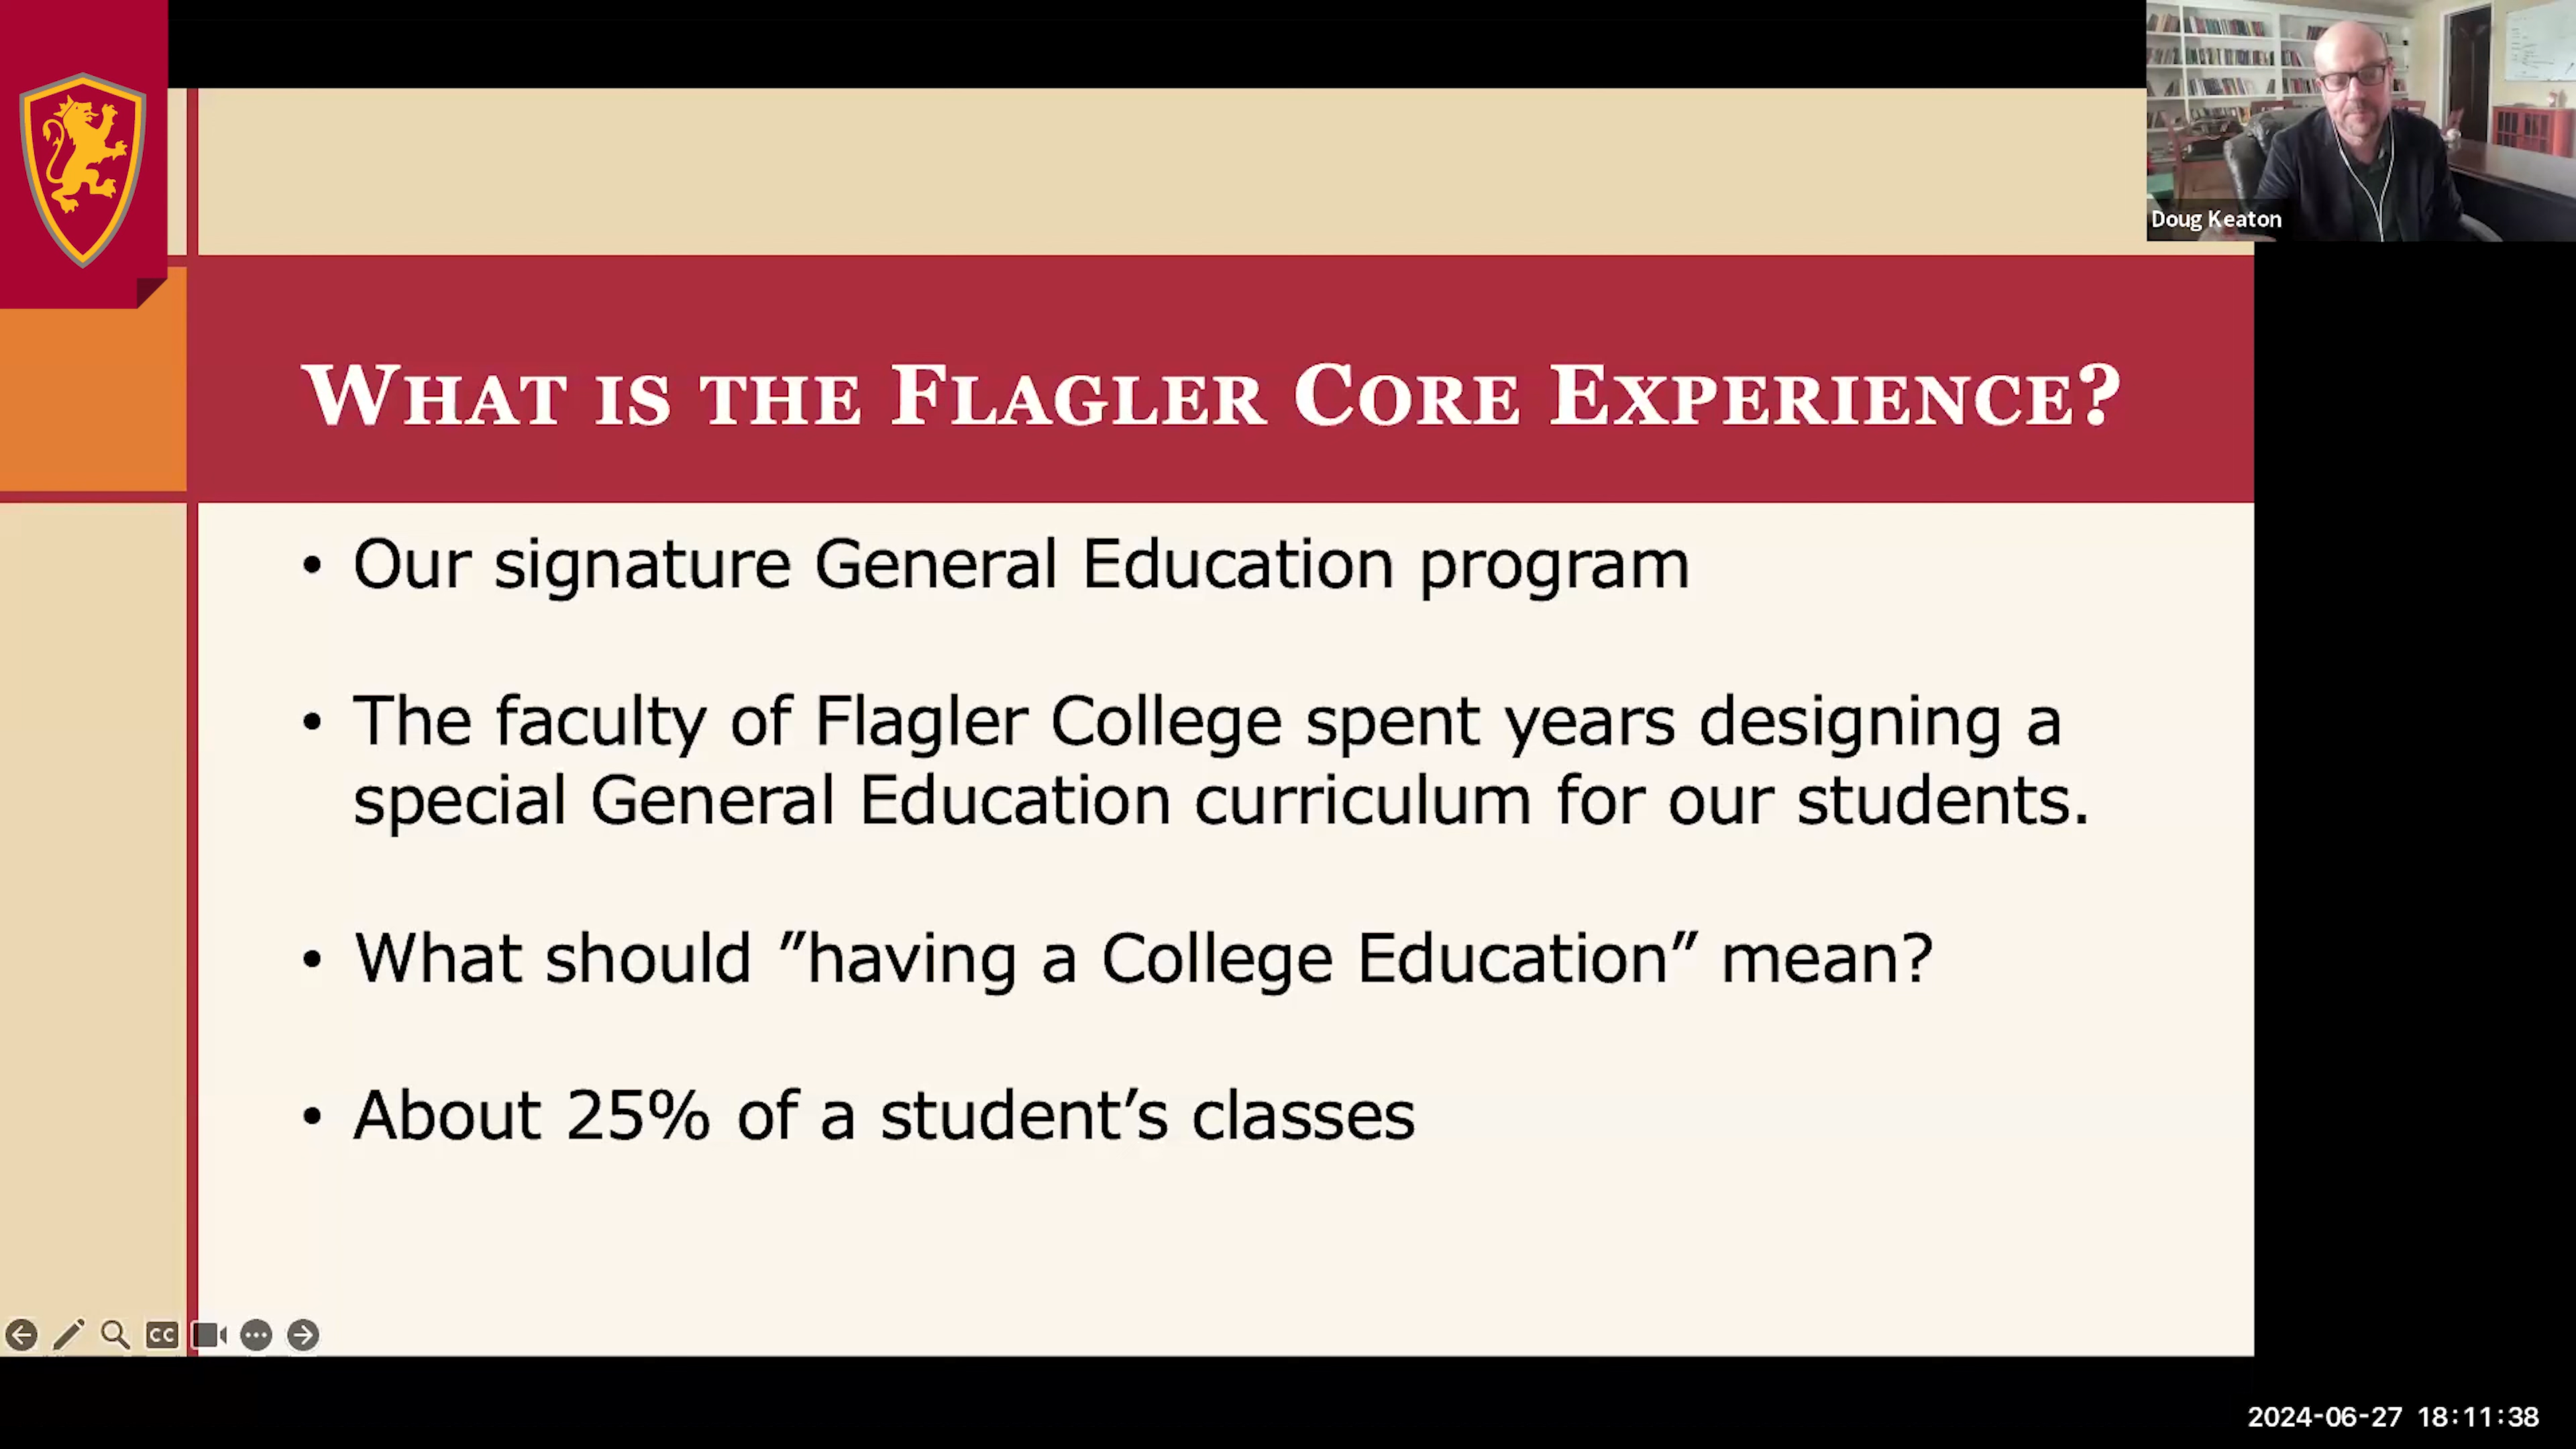 Doug Keaton
WHAT IS THE FLAGLER CORE EXPERIENCE?
• Our signature General Education program
• The faculty of Flagler College spent years designing a
special General Education curriculum for our students.
• What should ”having a College Education” mean?
• About 25% of a student’s classes
CC
2024-06-27 18:11:38